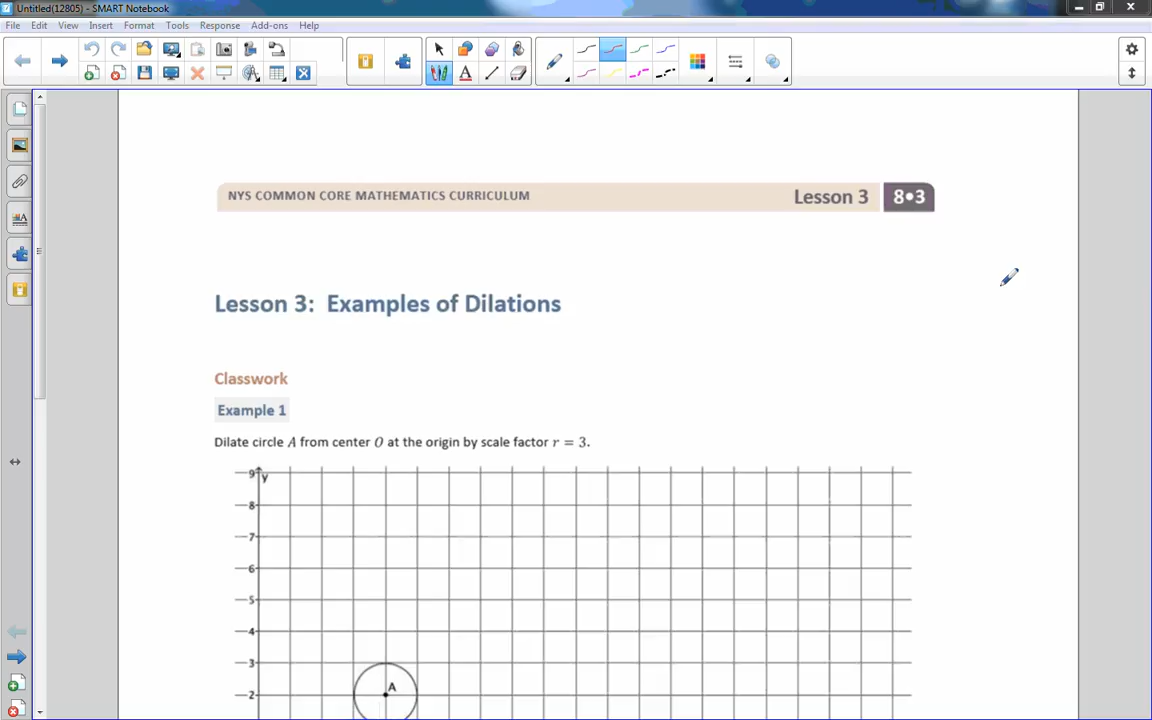 Untitled(12805) - SMART Notebook
File Edit View Insert Format Tools Response Add-ons Help
NYS COMMON CORE MATHEMATICS CURRICULUM Lesson 3 8•3
Lesson 3: Examples of Dilations
Classwork
Example 1
Dilate circle A from center O at the origin by scale factor r = 3.
9 y
8
7
6
5
4
3
A
2